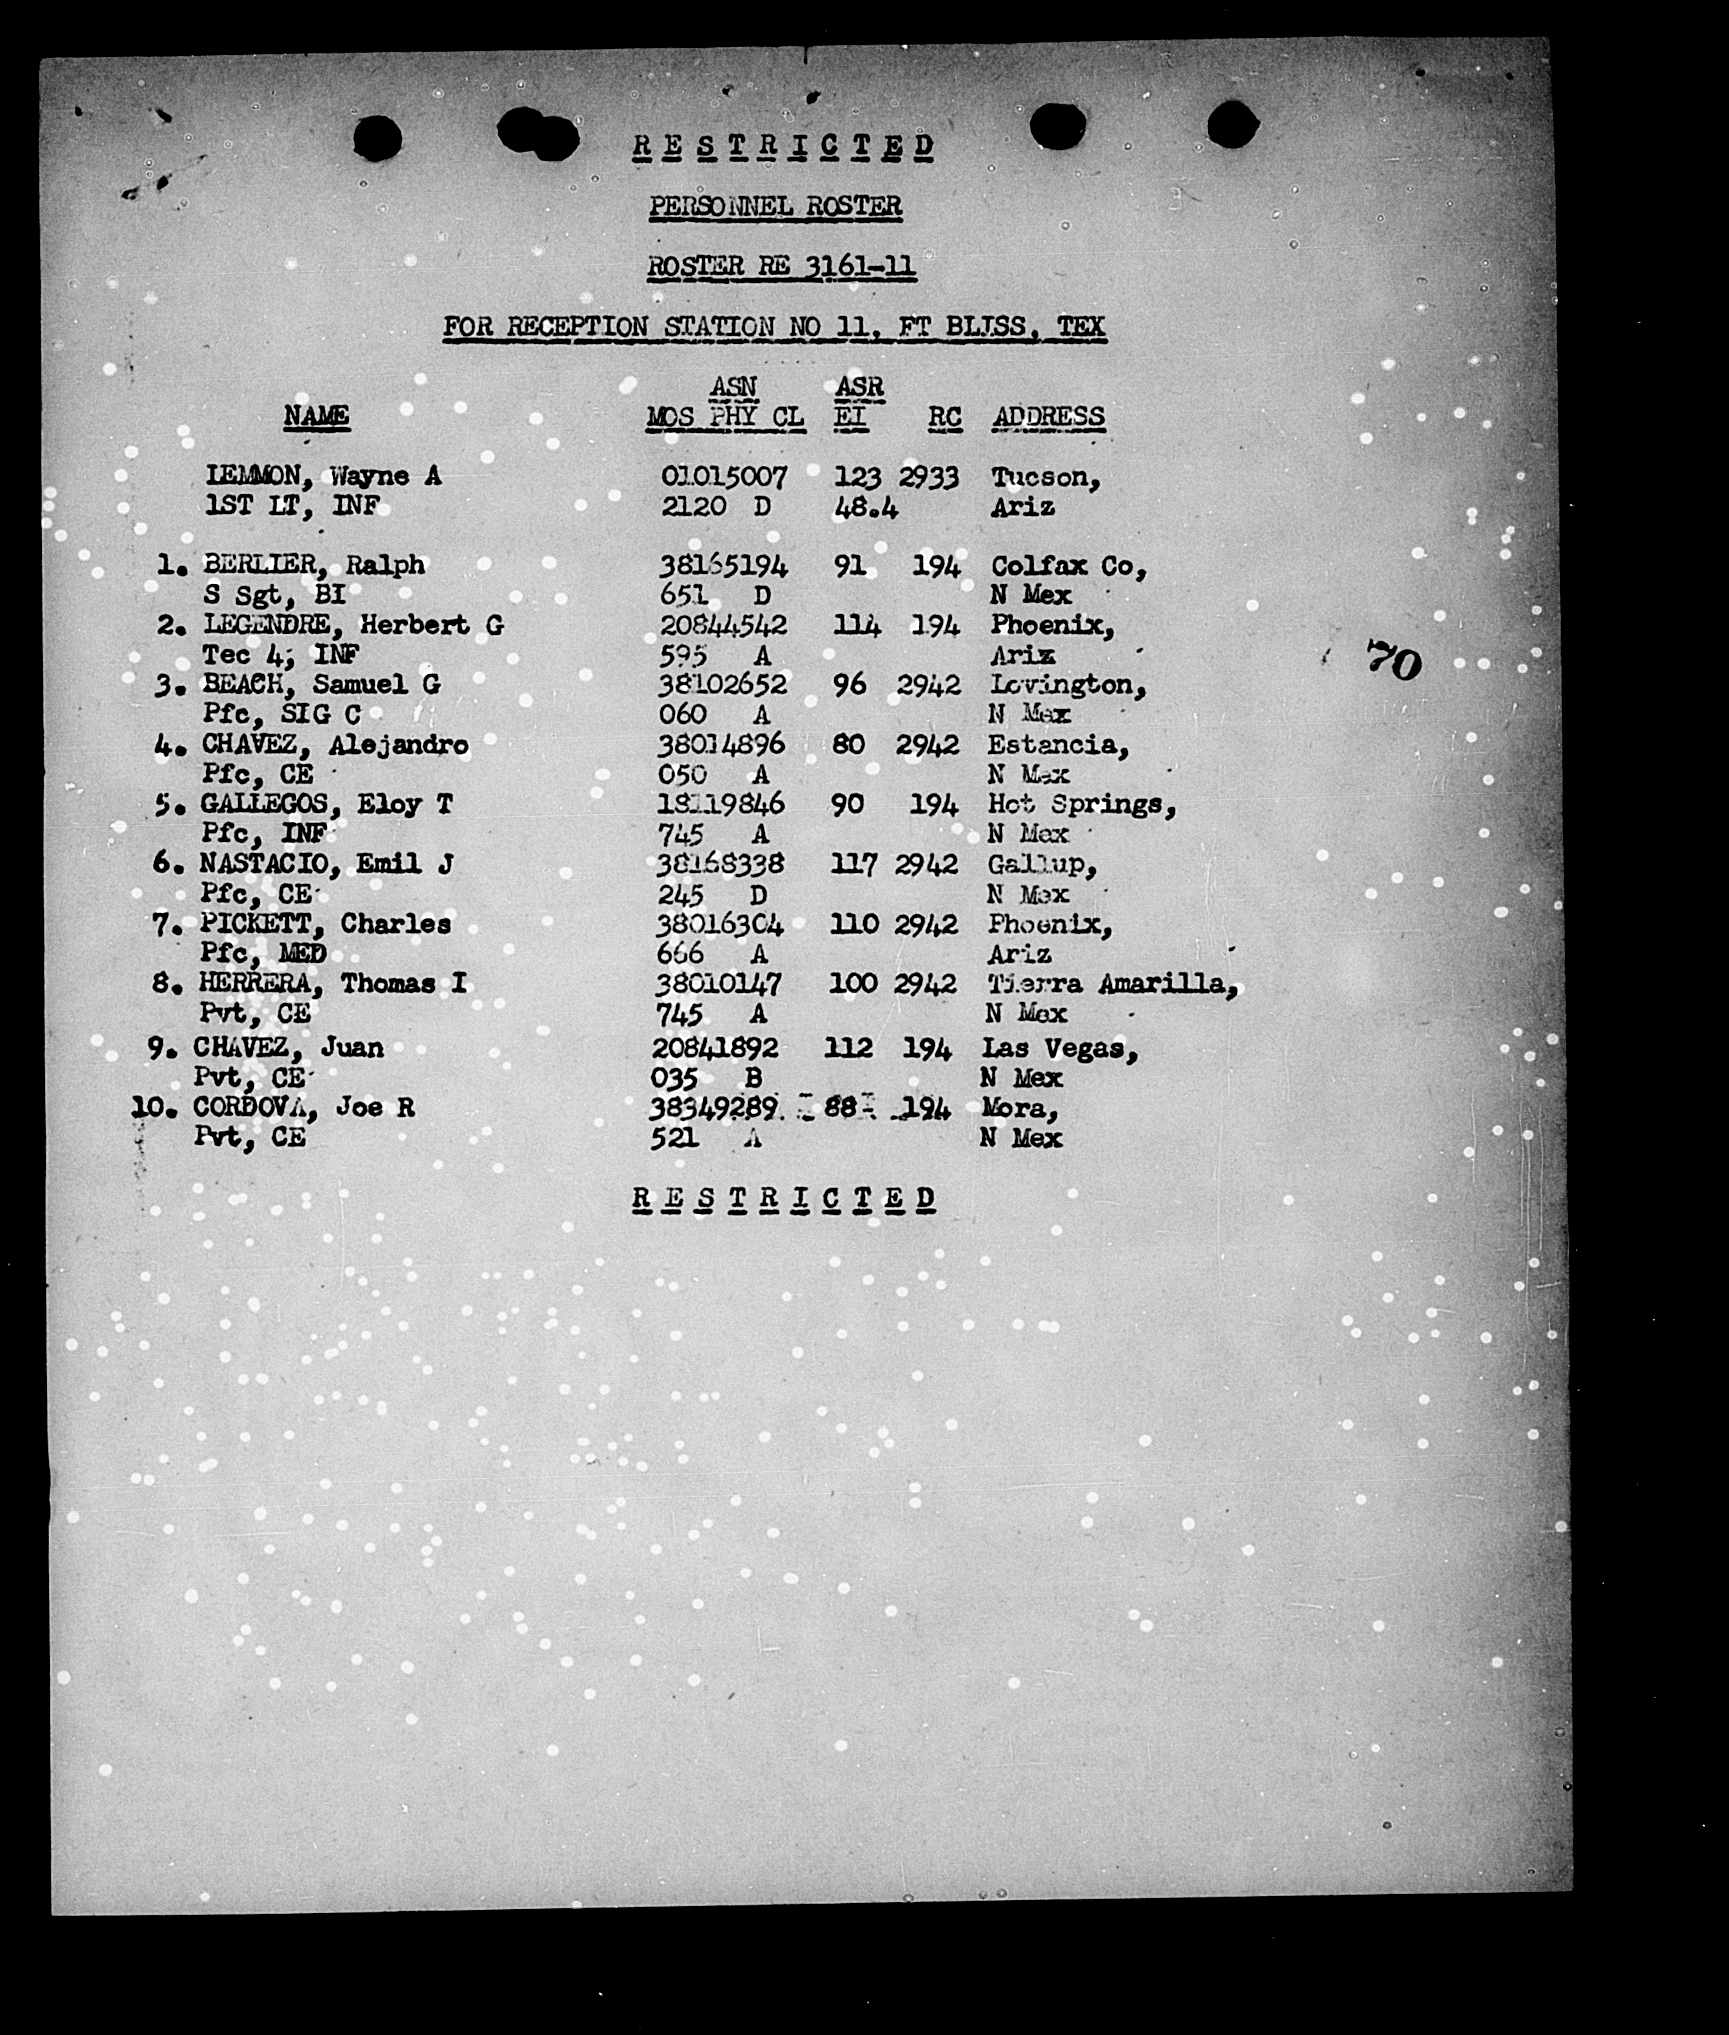 R E S T R I C T E D
PERSONNEL ROSTER
ROSTER RE 3161-11
FOR RECEPTION STATION NO 11, FT BLISS, TEX
ASN ASR
NAME MOS PHY CL EI RC ADDRESS
LEMMON, Wayne A 01015007 123 2933 Tucson,
1ST LT, INF 2120 D 48.4 Ariz
1. BERLIER, Ralph 38165194 91 194 Colfax Co,
S Sgt, BI 651 D N Mex
2. LEGENDRE, Herbert G 20844542 114 194 Phoenix,
Tec 4, INF 595 A Ariz
70
3. BEACH, Samuel G 38102652 96 2942 Lovington,
Pfc, SIG C 060 A N Mex
4. CHAVEZ, Alejandro 38014896 80 2942 Estancia,
Pfc, CE 050 A N Mex
5. GALLEGOS, Eloy T 18119846 90 194 Hot Springs,
Pfc, INF 745 A N Mex
6. NASTACIO, Emil J 38168338 117 2942 Gallup,
Pfc, CE 245 D N Mex
7. PICKETT, Charles 38016304 110 2942 Phoenix,
Pfc, MED 666 A Ariz
8. HERRERA, Thomas I 38010147 100 2942 Tierra Amarilla,
Pvt, CE 745 A N Mex
9. CHAVEZ, Juan 20841892 112 194 Las Vegas,
Pvt, CE 035 B N Mex
10. CORDOVA, Joe R 38349289 88 194 Mora,
Pvt, CE 521 A N Mex
R E S T R I C T E D